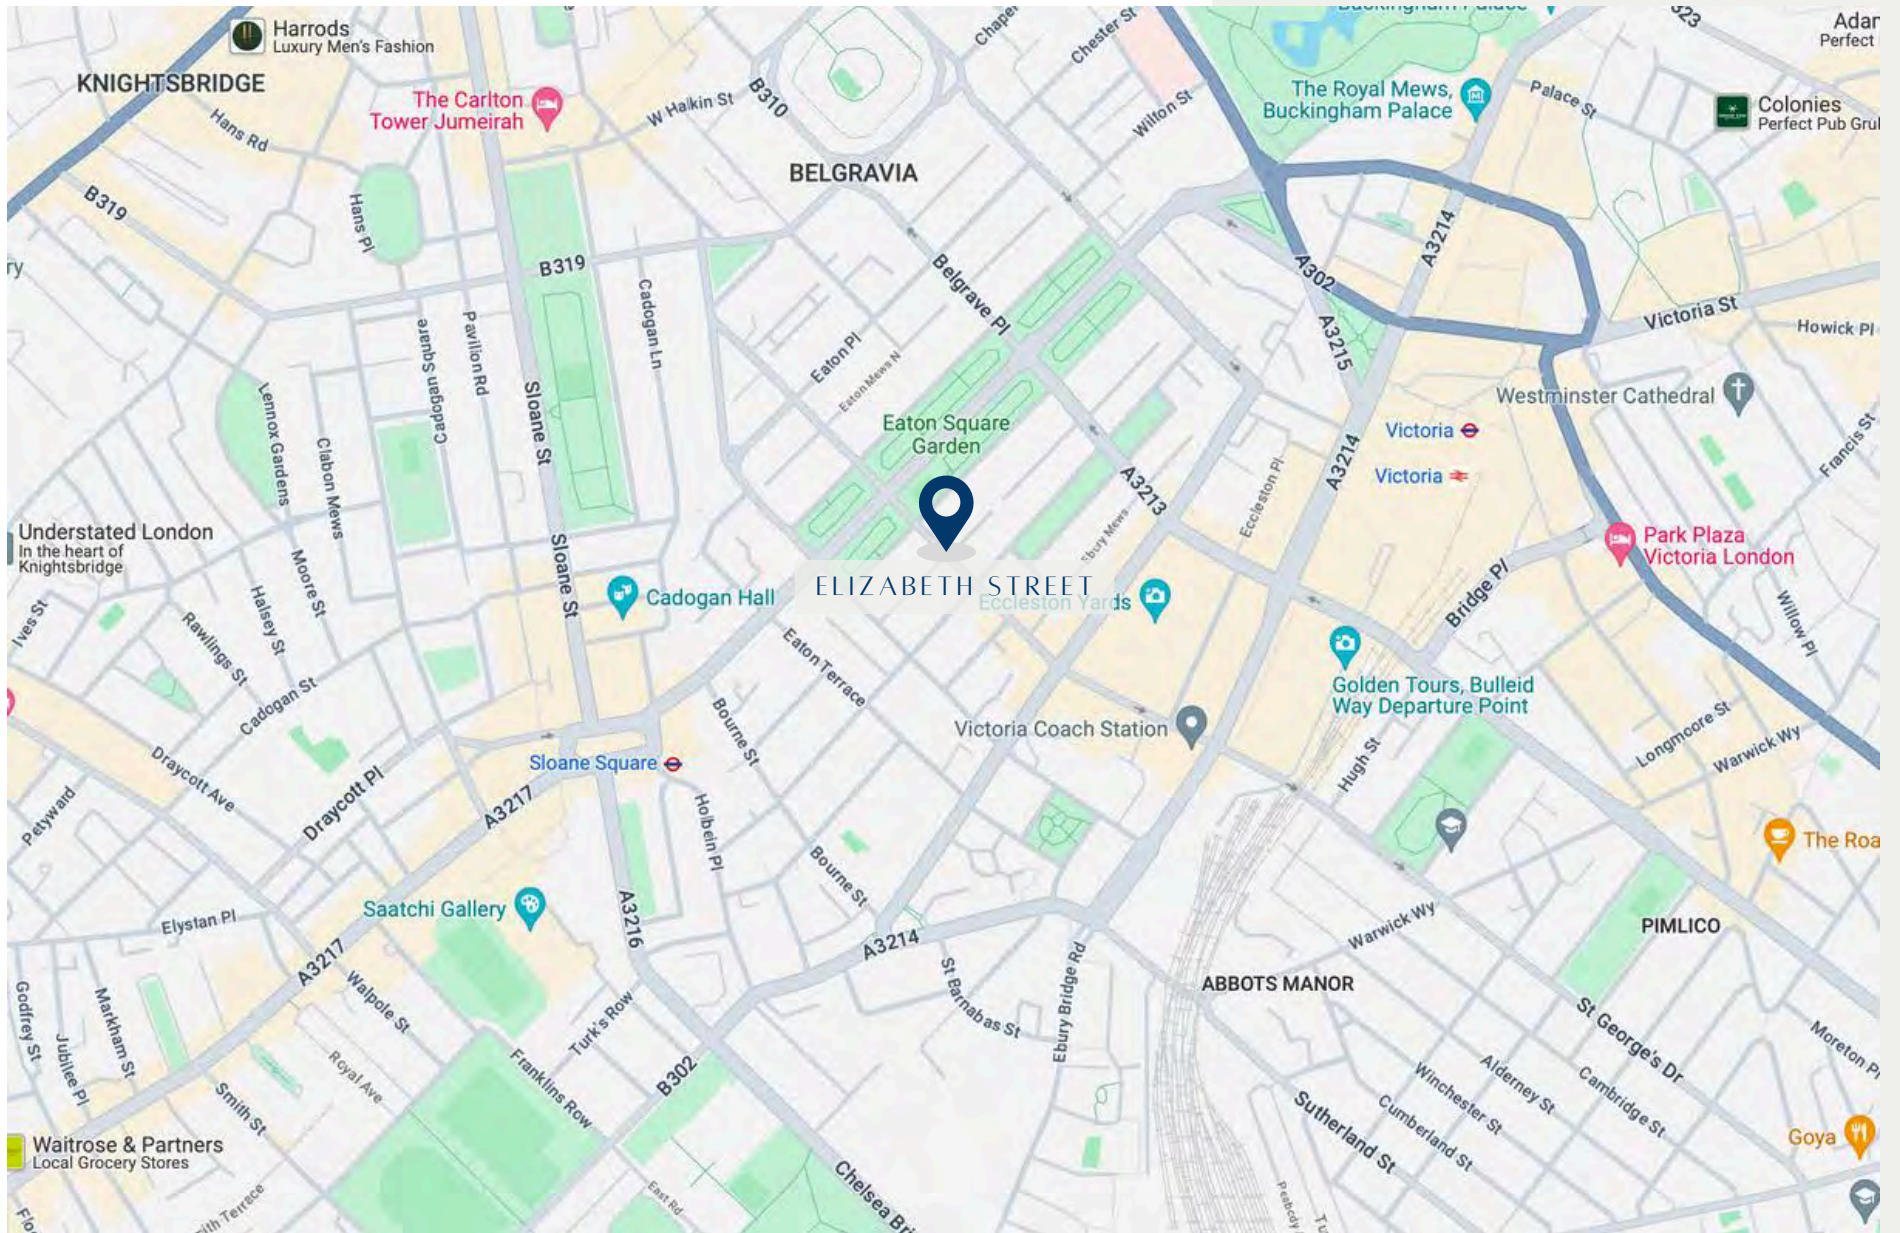 Harrods
Luxury Men's Fashion
KNIGHTSBRIDGE
The Carlton
Tower Jumeirah
Hans Rd
B319
Hans Pl
W Halkin St
B310
Chester St
Wilton St
BELGRAVIA
Buckingham Palace
The Royal Mews,
Buckingham Palace
Palace St
Perfect
Colonies
Perfect Pub
A3214
A302
A3215
Victoria St
Howick Pl
B319
Cadogan Ln
Pavilion Rd
Cadogan Square
Sloane St
Belgrave Pl
Eaton Pl
Eaton Mews N
Eaton Square
Garden
Lennox Gardens
Clabon Mews
Westminster Cathedral
Francis St
Victoria
Victoria
A3214
A3213
Eccleston Pl
Ebury Mews
Understated London
In the heart of
Knightsbridge
Moore St
Sloane St
Park Plaza
Victoria London
Bridge Pl
Willow Pl
Ives St
Halsey St
Rawlings St
Cadogan St
Cadogan Hall
ELIZABETH STREET
Eccleston Yards
Eaton Terrace
Golden Tours, Bulleid
Way Departure Point
Victoria Coach Station
Bourne St
Longmoore St
Warwick Wy
Hugh St
Sloane Square
Draycott Ave
Draycott Pl
A3217
Petyward
Holbein Pl
Bourne St
The
Saatchi Gallery
Elystan Pl
A3217
A3216
A3214
Warwick Wy
PIMLICO
ABBOTS MANOR
St Barnabas St
Ebury Bridge Rd
Walpole St
Turk's Row
Godfrey St
Markham St
Jubilee Pl
Royal Ave
Franklins Row
B302
Smith St
St George's Dr
Moreton
Alderney St
Cambridge St
Winchester St
Cumberland St
Sutherland St
Waitrose & Partners
Local Grocery Stores
Goya
Chelsea
East Rd
Terrace
Peabody